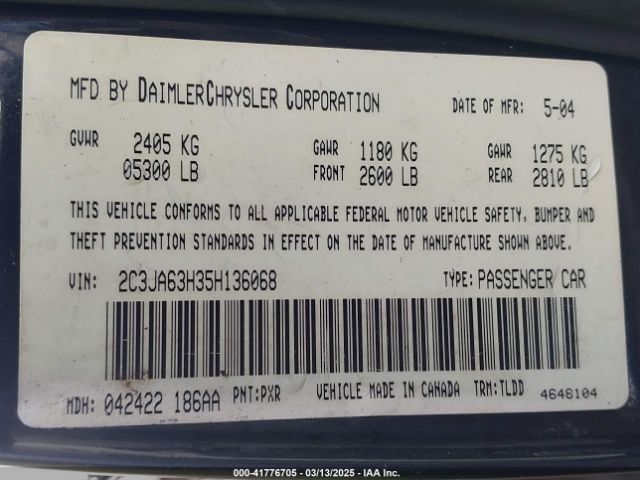 MFD BY DAIMLERCHRYSLER CORPORATION DATE OF MFR: 5-04
GVWR 2405 KG GAWR 1180 KG GAWR 1275 KG
05300 LB FRONT 2600 LB REAR 2810 LB
THIS VEHICLE CONFORMS TO ALL APPLICABLE FEDERAL MOTOR VEHICLE SAFETY, BUMPER AND
THEFT PREVENTION STANDARDS IN EFFECT ON THE DATE OF MANUFACTURE SHOWN ABOVE.
VIN: 2C3JA63H35H136068 TYPE: PASSENGER CAR
MDH: 042422 186AA PNT:PXR VEHICLE MADE IN CANADA TRM:TLDD 4648104
000-41776705 - 03/13/2025 - IAA Inc.